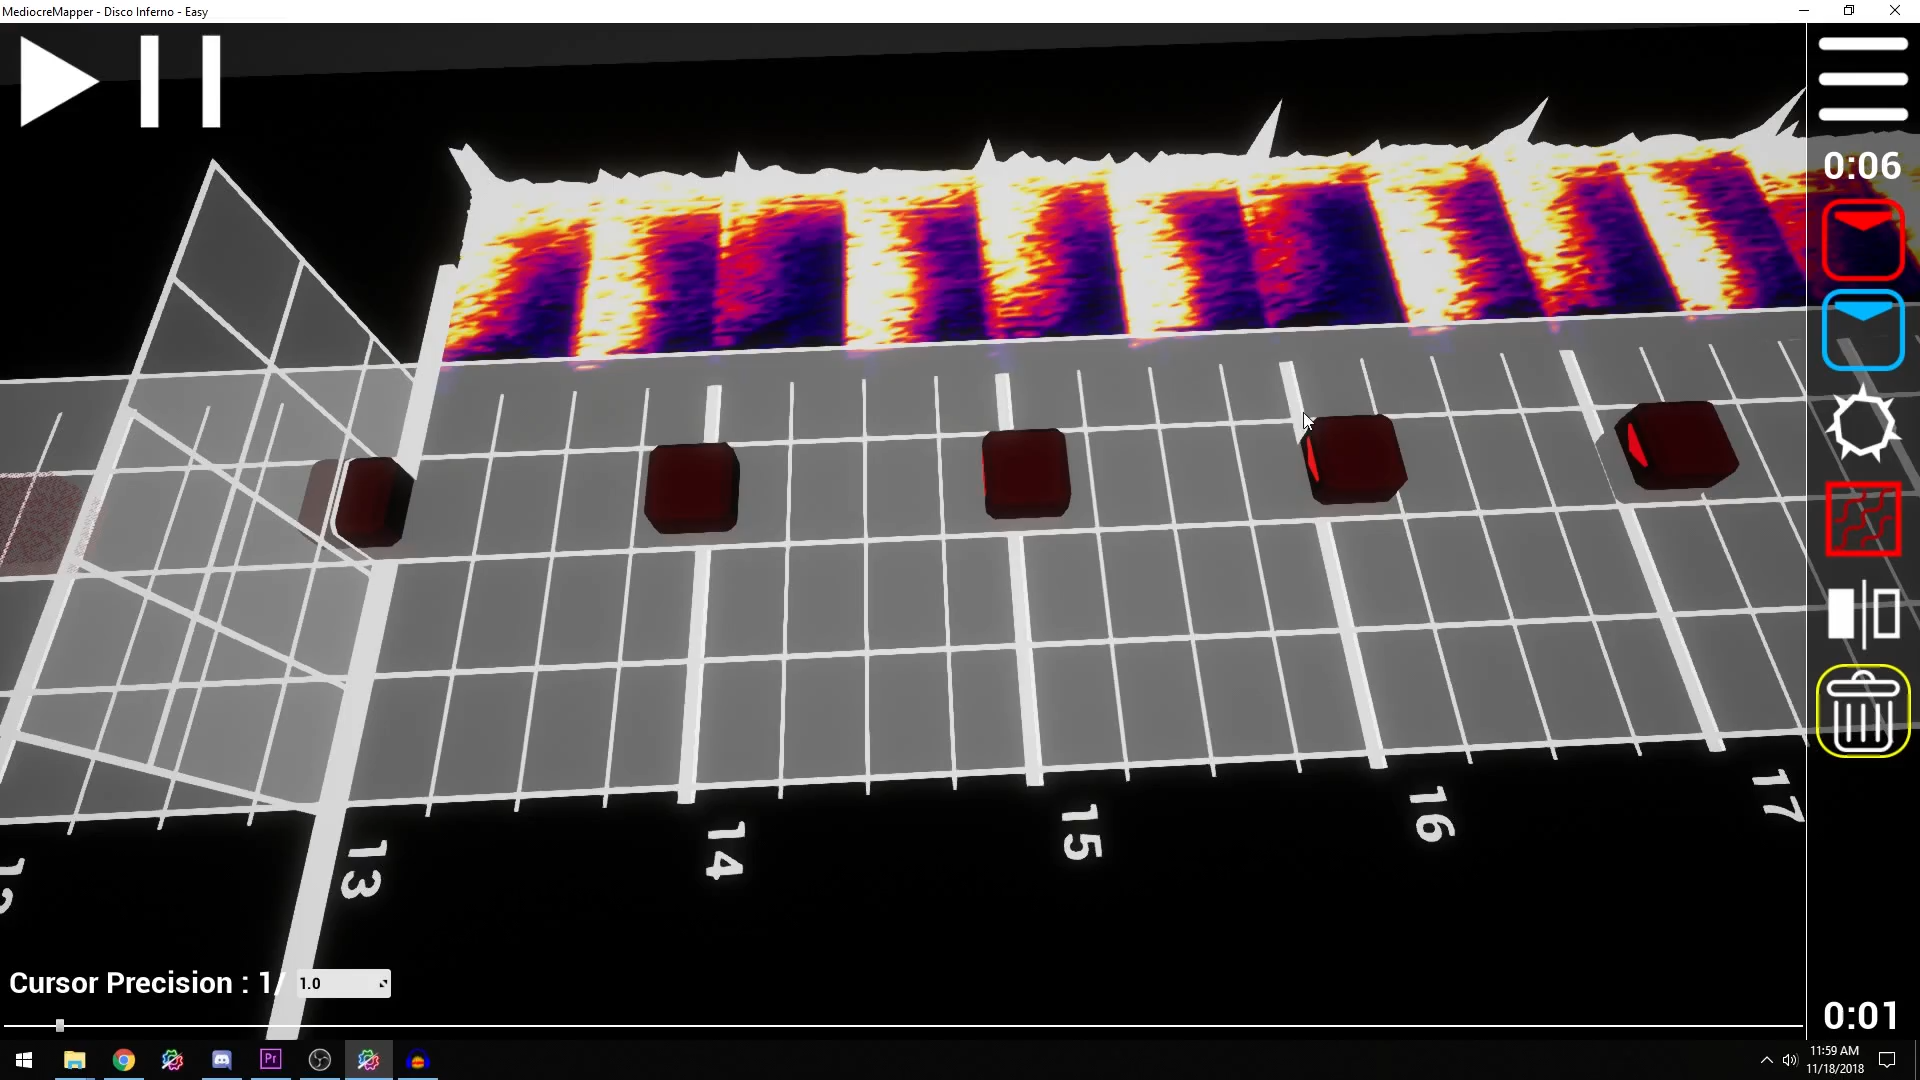 MediocreMapper - Disco Inferno - Easy
0:06
13
14
15
16
17
Cursor Precision : 1/ 1.0
0:01
Pr
11:59 AM
11/18/2018